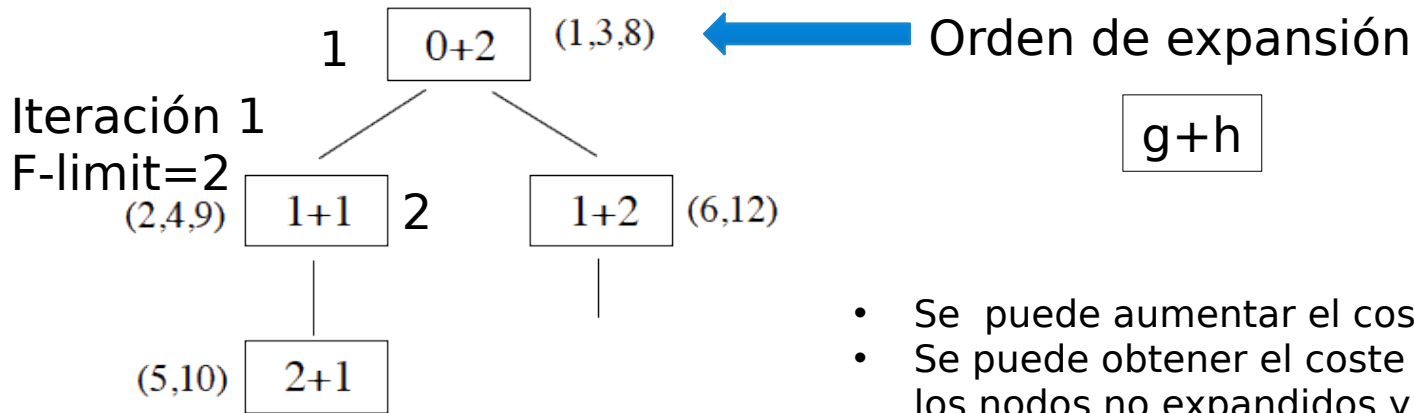 1
0+2
(1,3,8)
Orden de expansión
Iteración 1
F-limit=2
g+h
(2,4,9)
1+1
2
1+2
(6,12)
• Se puede aumentar el cos
• Se puede obtener el coste
los nodos no expandidos y
(5,10)
2+1